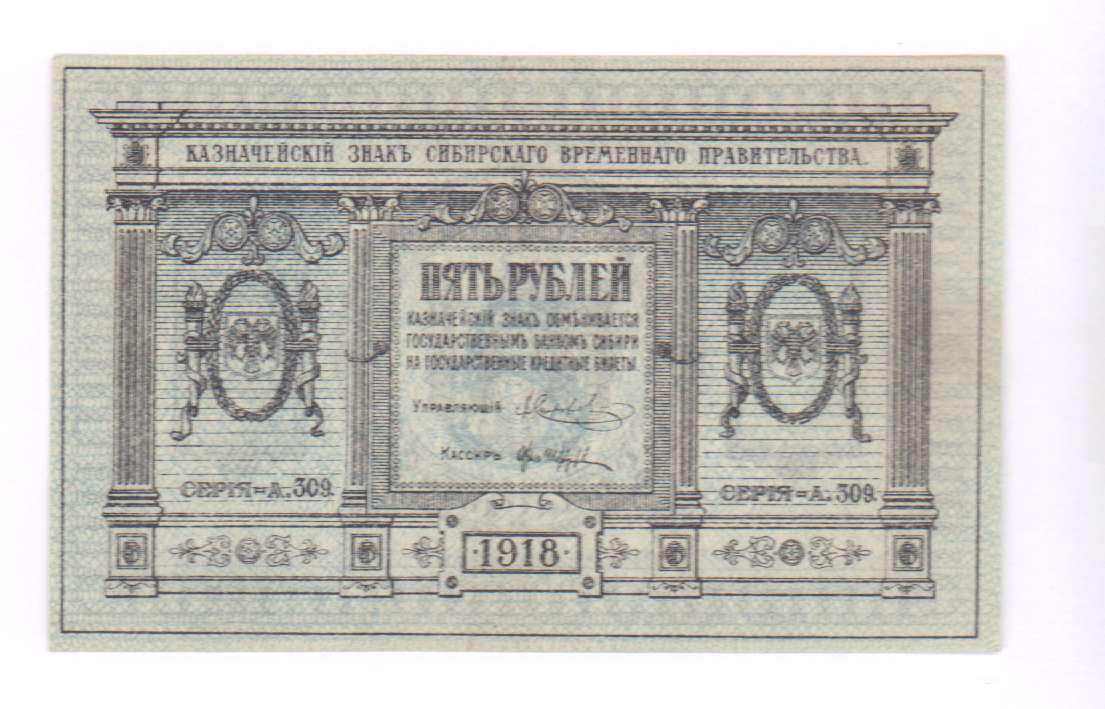 КАЗНАЧЕЙСКІЙ ЗНАКЪ СИБИРСКАГО ВРЕМЕННАГО ПРАВИТЕЛЬСТВА.
ПЯТЬ РУБЛЕЙ
КАЗНАЧЕЙСКІЙ ЗНАКЪ ОБМѢНИВАЕТСЯ
ГОСУДАРСТВЕННЫМЪ БАНКОМЪ СИБИРИ
НА ГОСУДАРСТВЕННЫЕ КРЕДИТНЫЕ БИЛЕТЫ.
УПРАВЛЯЮЩІЙ
КАССИРЪ
СЕРІЯ=А.309.
СЕРІЯ=А.309.
5
5
·1918·
5
5